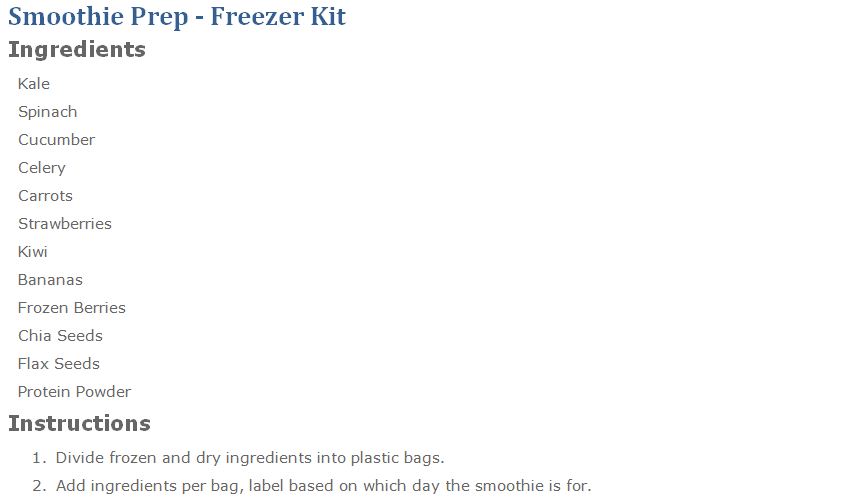 Smoothie Prep - Freezer Kit
Ingredients
Kale
Spinach
Cucumber
Celery
Carrots
Strawberries
Kiwi
Bananas
Frozen Berries
Chia Seeds
Flax Seeds
Protein Powder
Instructions
1. Divide frozen and dry ingredients into plastic bags.
2. Add ingredients per bag, label based on which day the smoothie is for.